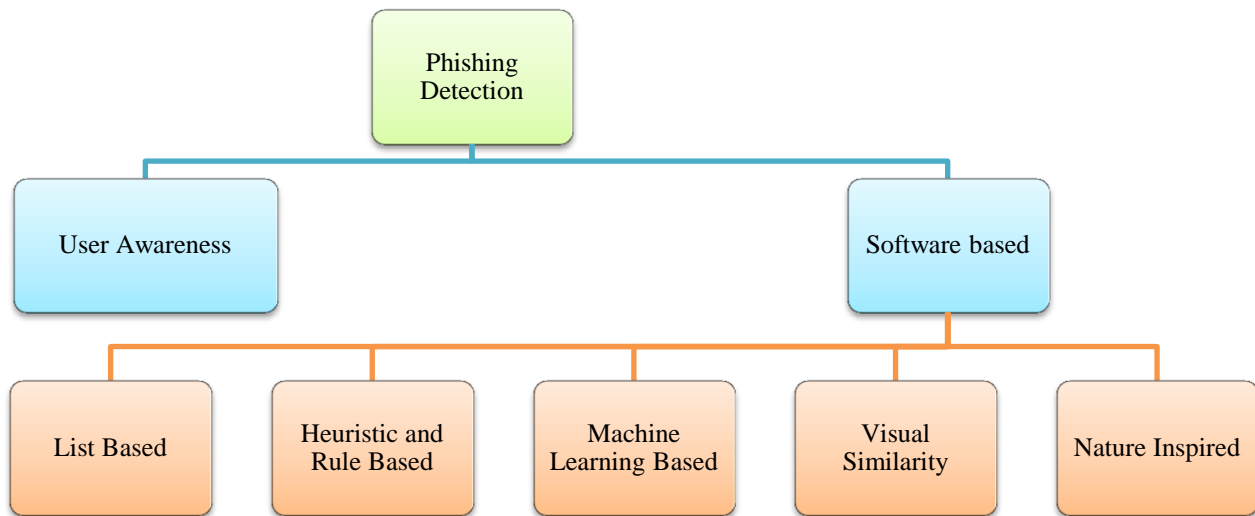 Phishing
Detection
User Awareness
Software based
List Based
Heuristic and
Rule Based
Machine
Learning Based
Visual
Similarity
Nature Inspired